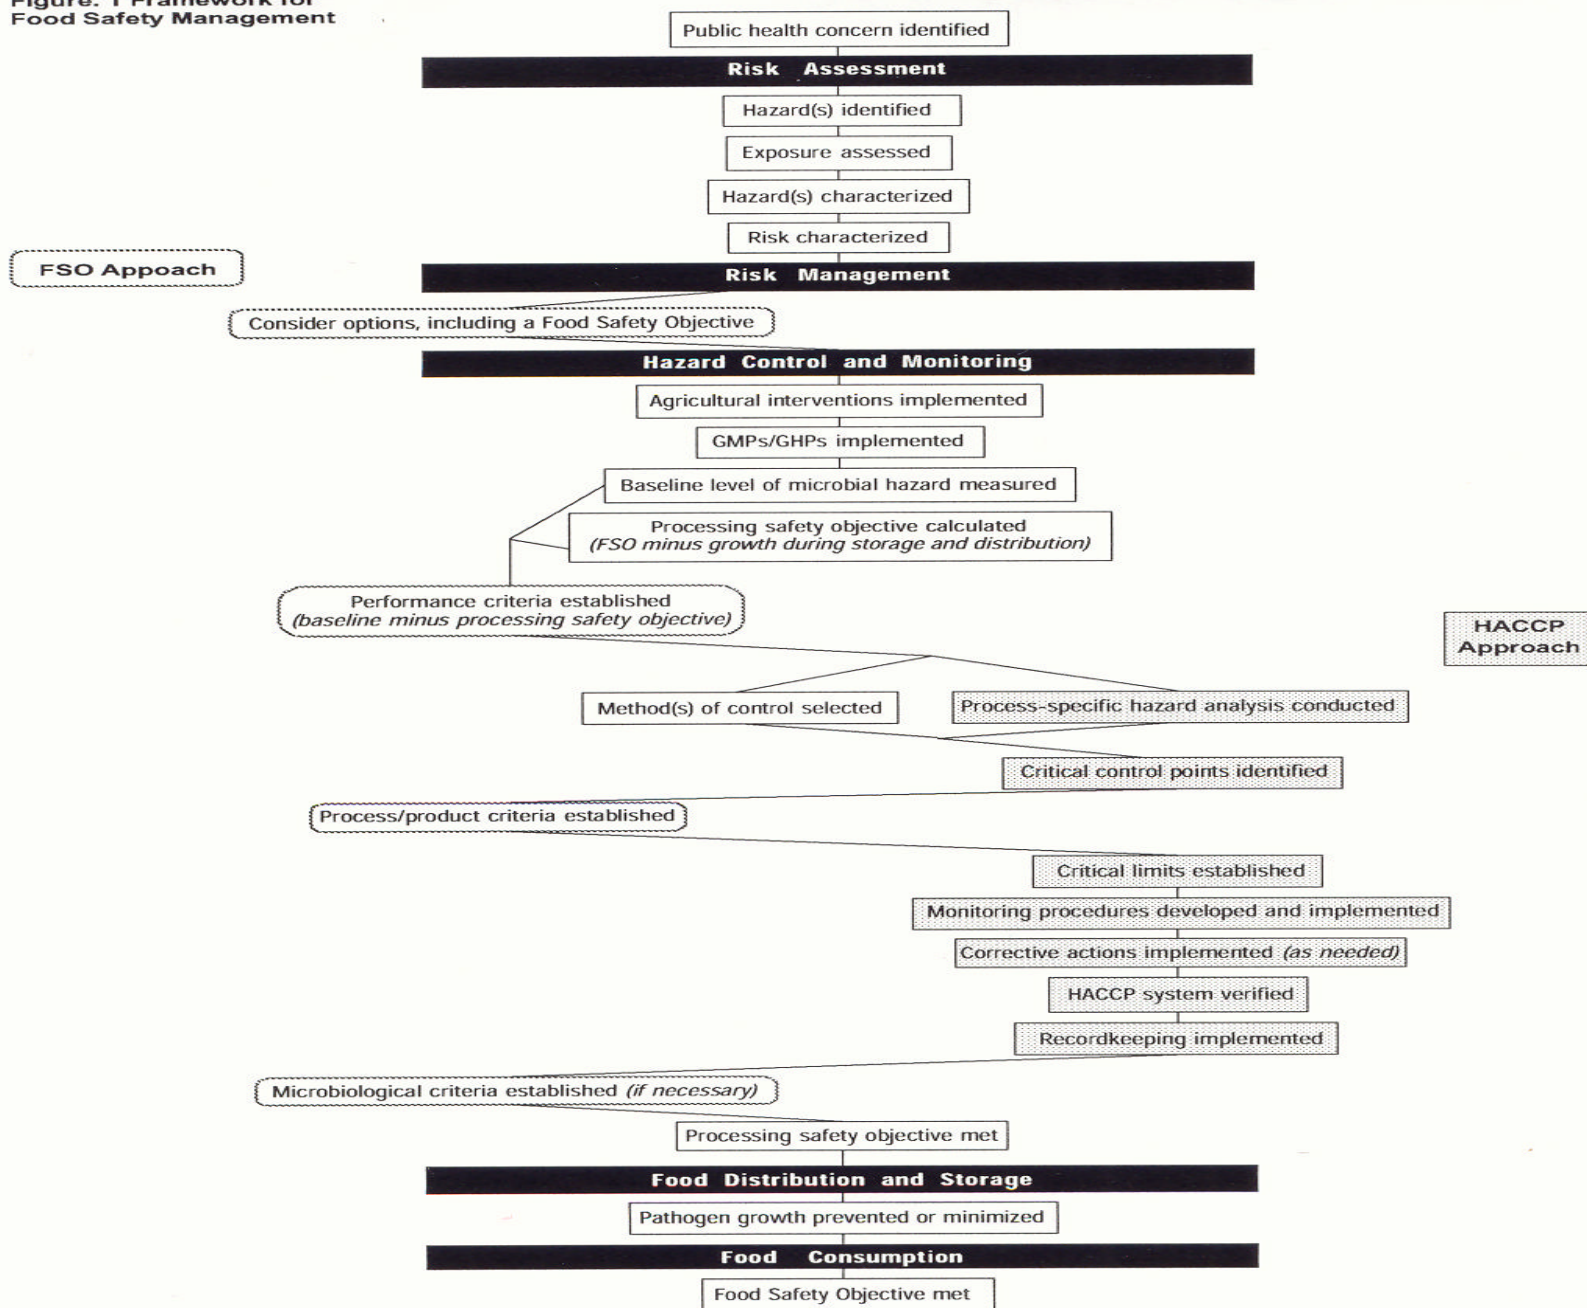 Figure. 1 Framework for
Food Safety Management
Public health concern identified
Risk Assessment
Hazard(s) identified
Exposure assessed
Hazard(s) characterized
Risk characterized
FSO Appoach
Risk Management
Consider options, including a Food Safety Objective
Hazard Control and Monitoring
Agricultural interventions implemented
GMPs/GHPs implemented
Baseline level of microbial hazard measured
Processing safety objective calculated
(FSO minus growth during storage and distribution)
Performance criteria established
(baseline minus processing safety objective)
HACCP
Approach
Method(s) of control selected
Process-specific hazard analysis conducted
Critical control points identified
Process/product criteria established
Critical limits established
Monitoring procedures developed and implemented
Corrective actions implemented (as needed)
HACCP system verified
Recordkeeping implemented
Microbiological criteria established (if necessary)
Processing safety objective met
Food Distribution and Storage
Pathogen growth prevented or minimized
Food Consumption
Food Safety Objective met